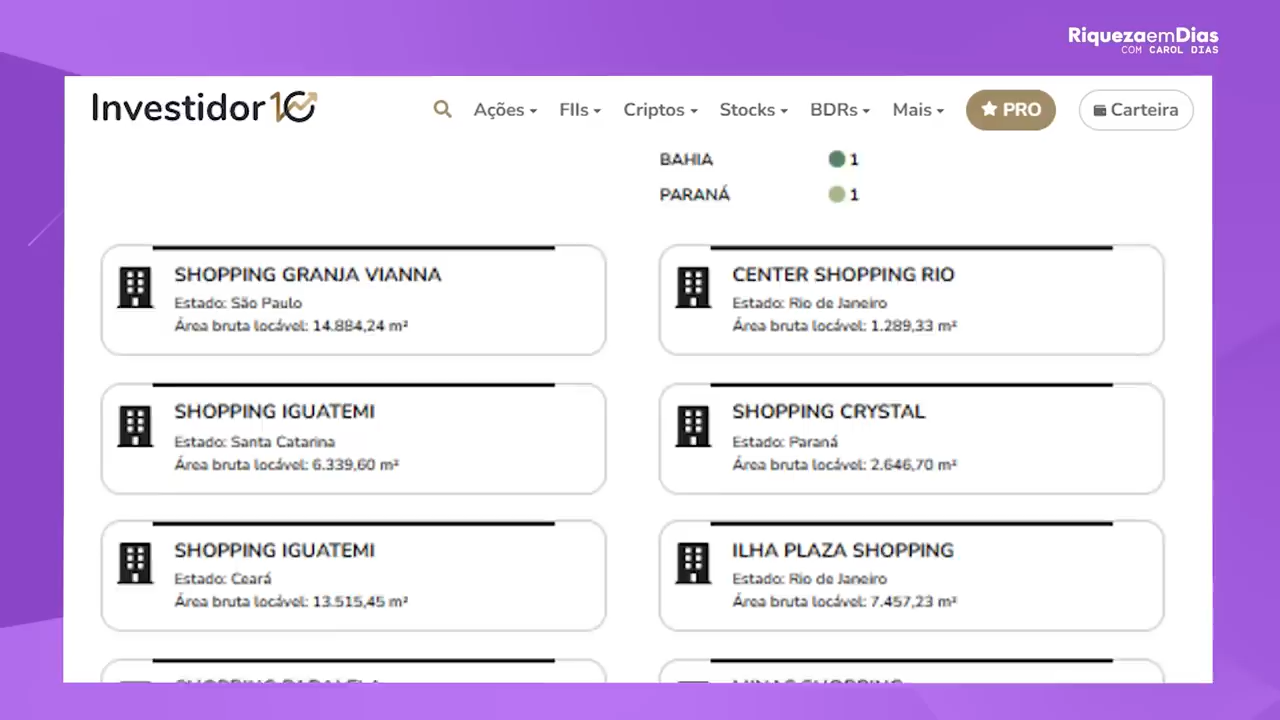 RiquezaemDias
COM CAROL DIAS
Investidor10
Ações
FIIs
Criptos
Stocks
BDRs
Mais
PRO
Carteira
BAHIA 1
PARANÁ 1
SHOPPING GRANJA VIANNA
Estado: São Paulo
Área bruta locável: 14.884,24 m²
CENTER SHOPPING RIO
Estado: Rio de Janeiro
Área bruta locável: 1.289,33 m²
SHOPPING IGUATEMI
Estado: Santa Catarina
Área bruta locável: 6.339,60 m²
SHOPPING CRYSTAL
Estado: Paraná
Área bruta locável: 2.646,70 m²
SHOPPING IGUATEMI
Estado: Ceará
Área bruta locável: 13.515,45 m²
ILHA PLAZA SHOPPING
Estado: Rio de Janeiro
Área bruta locável: 7.457,23 m²
SHOPPING
MINAS SHOPPING